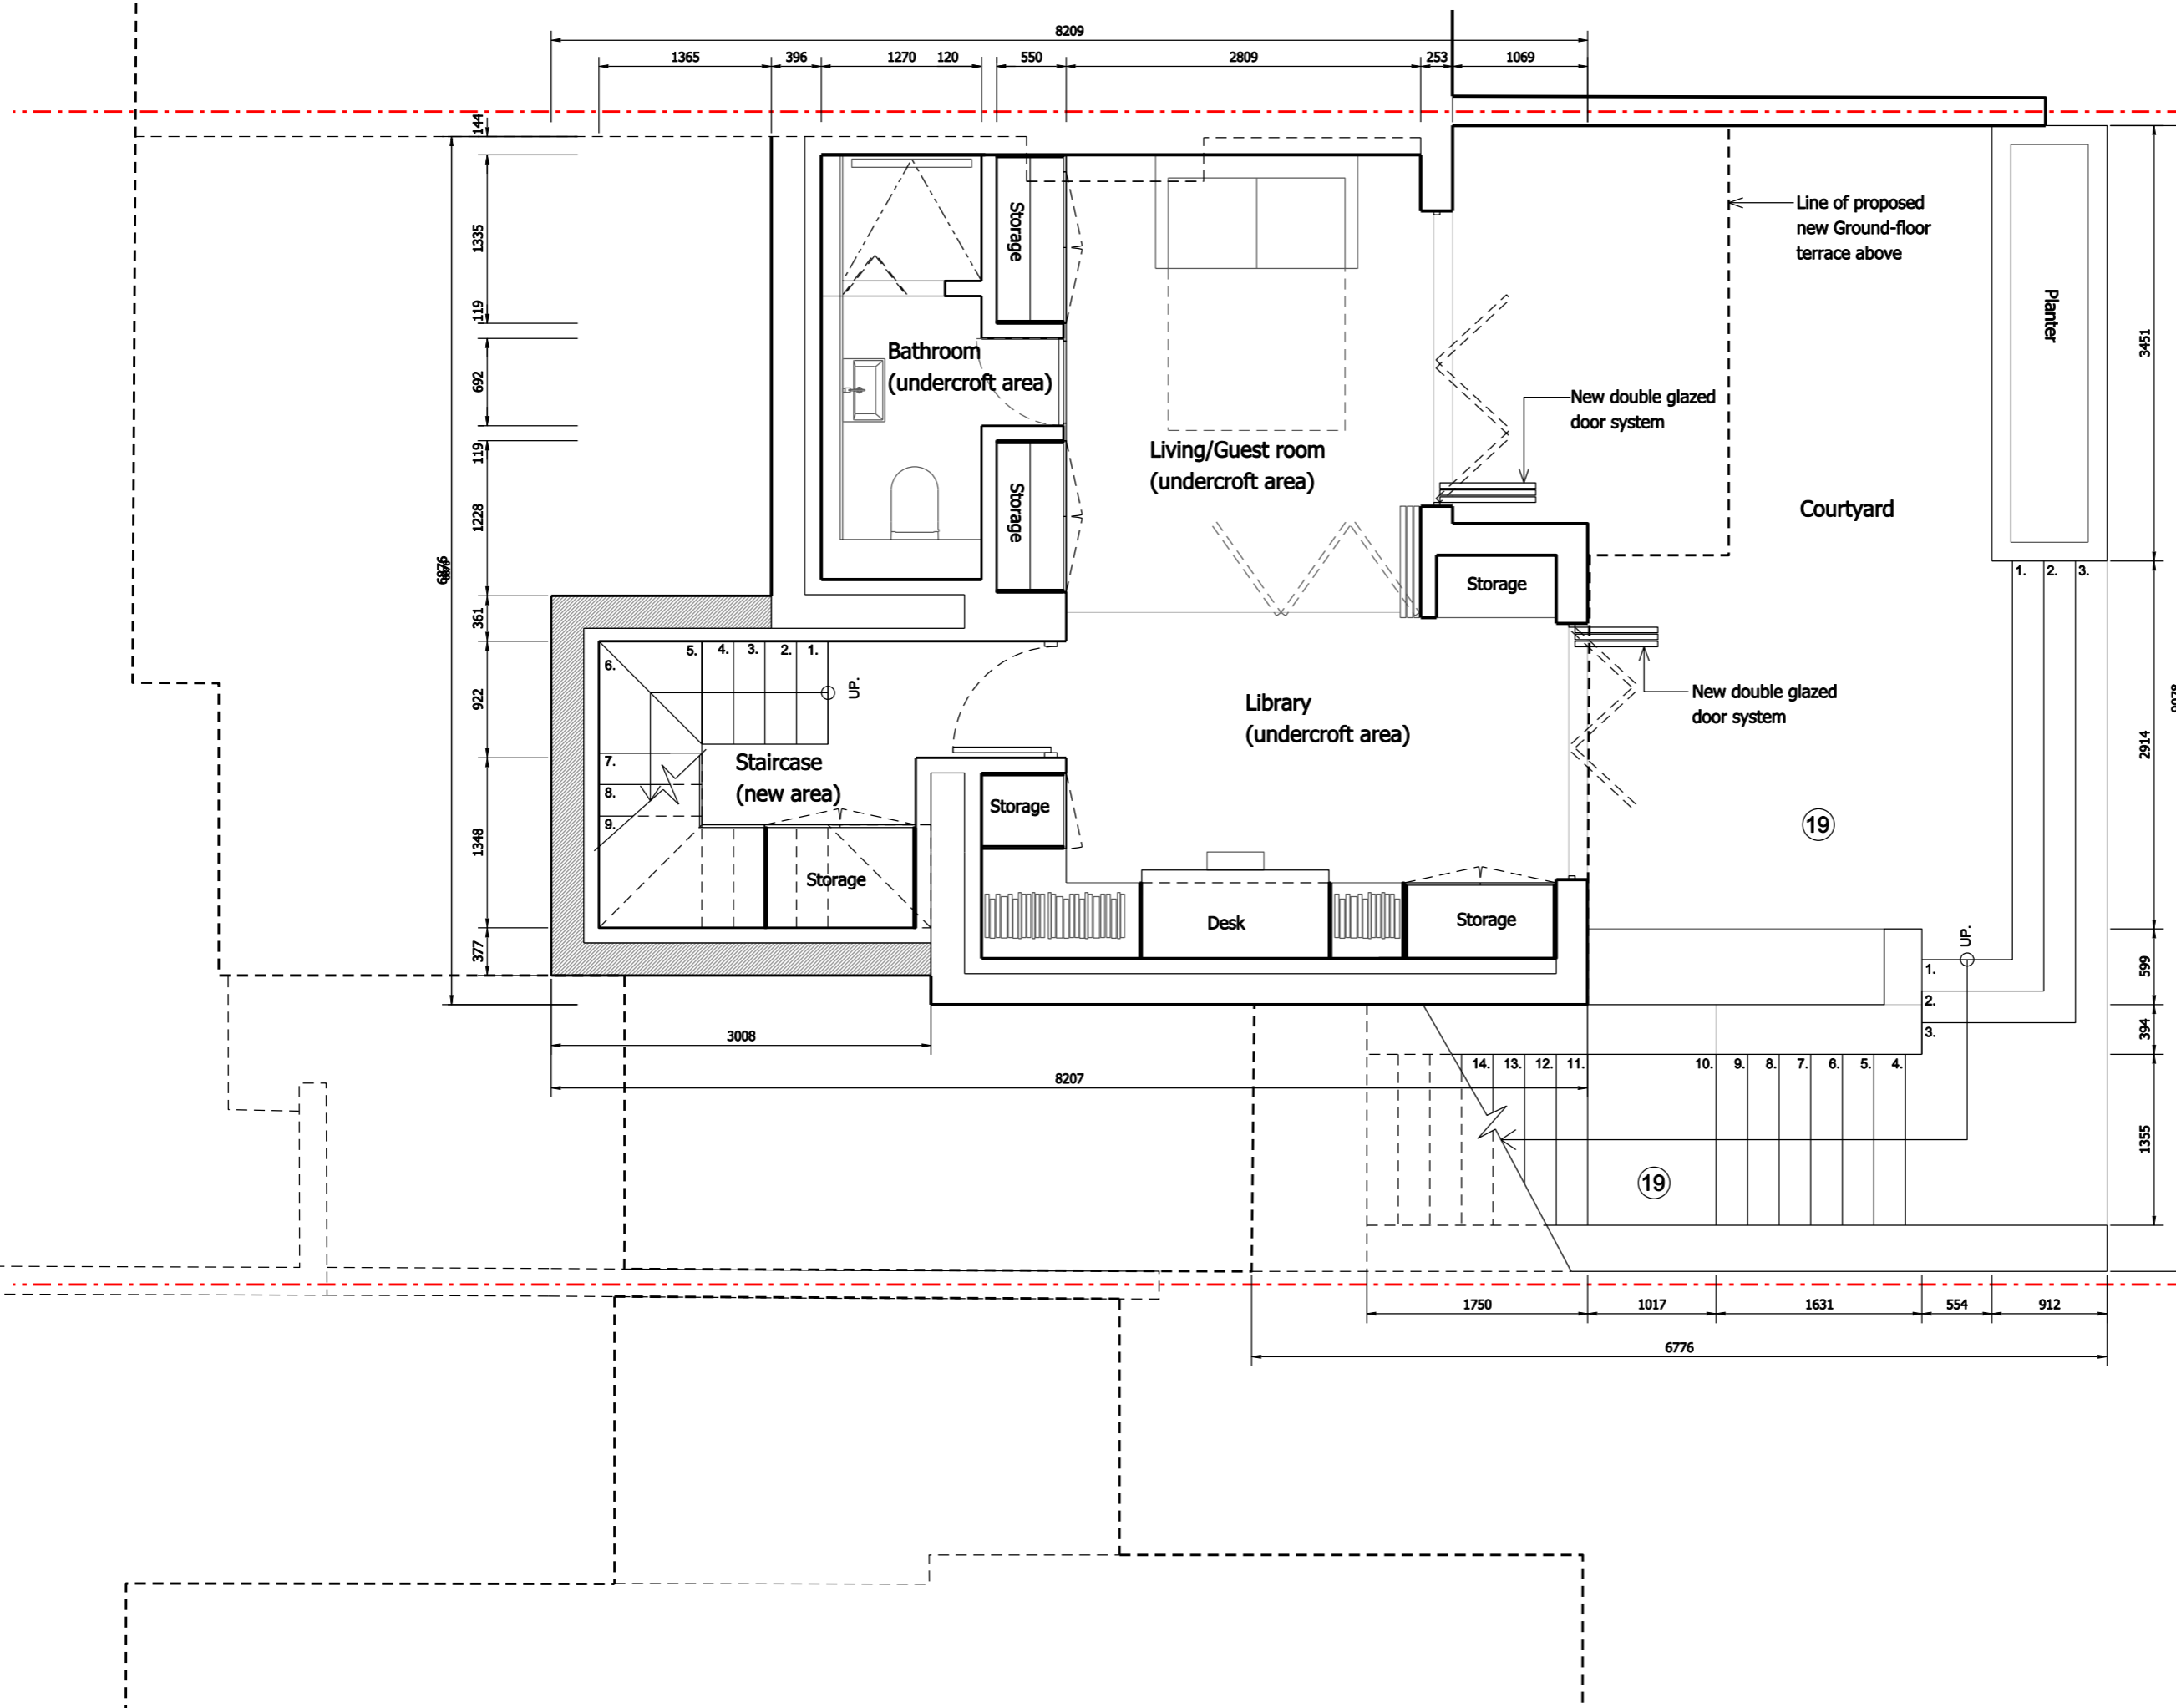 8209
1365
396
1270
120
550
2809
253
1069
144
1335
119
692
119
1228
6876
361
922
1348
377
Storage
Bathroom
(undercroft area)
Storage
Living/Guest room
(undercroft area)
Line of proposed
new Ground-floor
terrace above
Planter
3451
New double glazed
door system
Courtyard
Storage
1.
2.
3.
New double glazed
door system
2914
6.
5.
4.
3.
2.
1.
UP.
7.
8.
9.
Staircase
(new area)
Storage
Library
(undercroft area)
Storage
Desk
Storage
19
UP.
1.
2.
3.
599
394
3008
8207
14.
13.
12.
11.
10.
9.
8.
7.
6.
5.
4.
1355
19
1750
1017
1631
554
912
6776